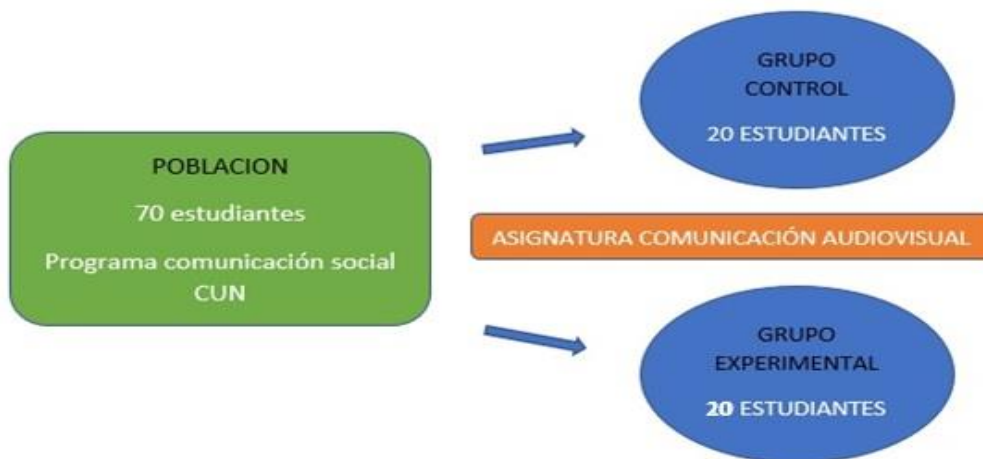 POBLACION
70 estudiantes
Programa comunicación social
CUN
GRUPO
CONTROL
20 ESTUDIANTES
ASIGNATURA COMUNICACIÓN AUDIOVISUAL
GRUPO
EXPERIMENTAL
20 ESTUDIANTES